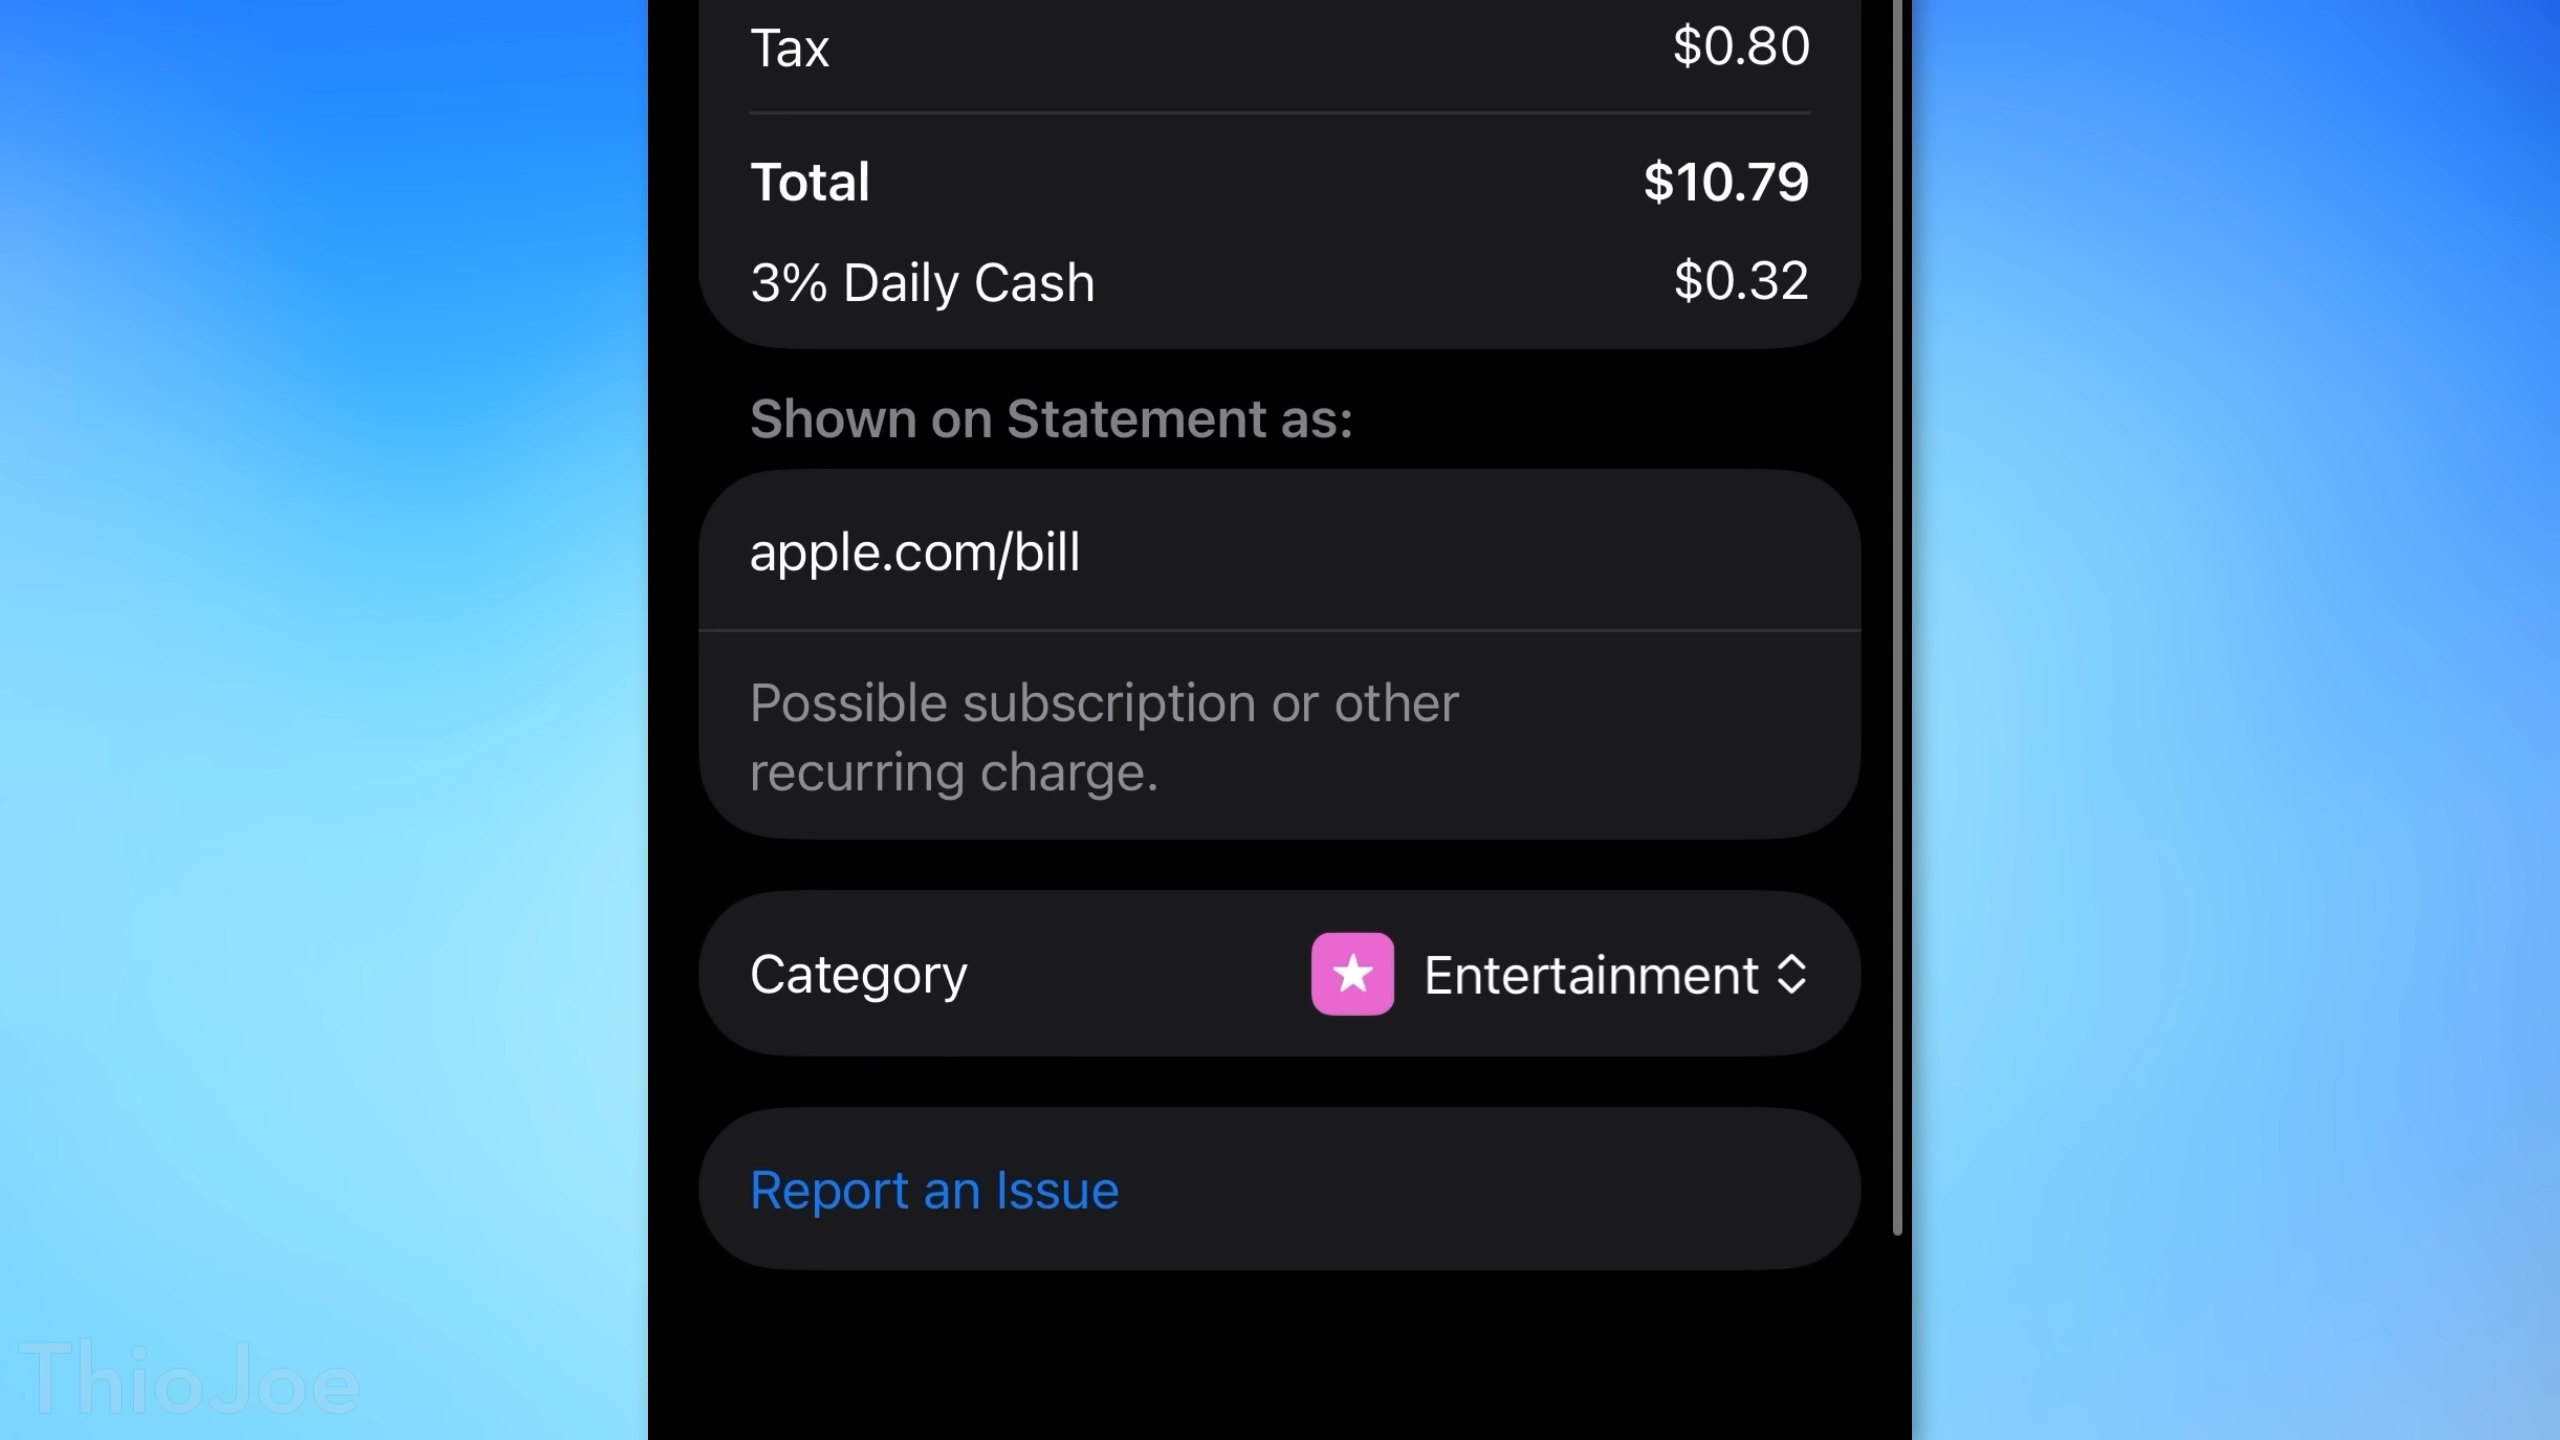 Tax $0.80
Total $10.79
3% Daily Cash $0.32
Shown on Statement as:
apple.com/bill
Possible subscription or other
recurring charge.
Category Entertainment
Report an Issue
ThioJoe